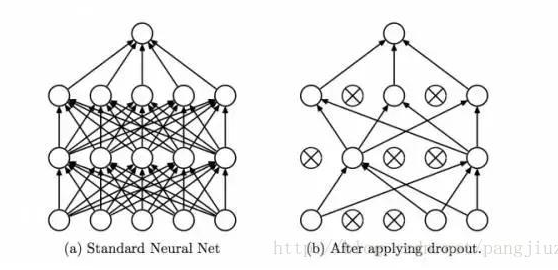 (a) Standard Neural Net
(b) After applying dropout.